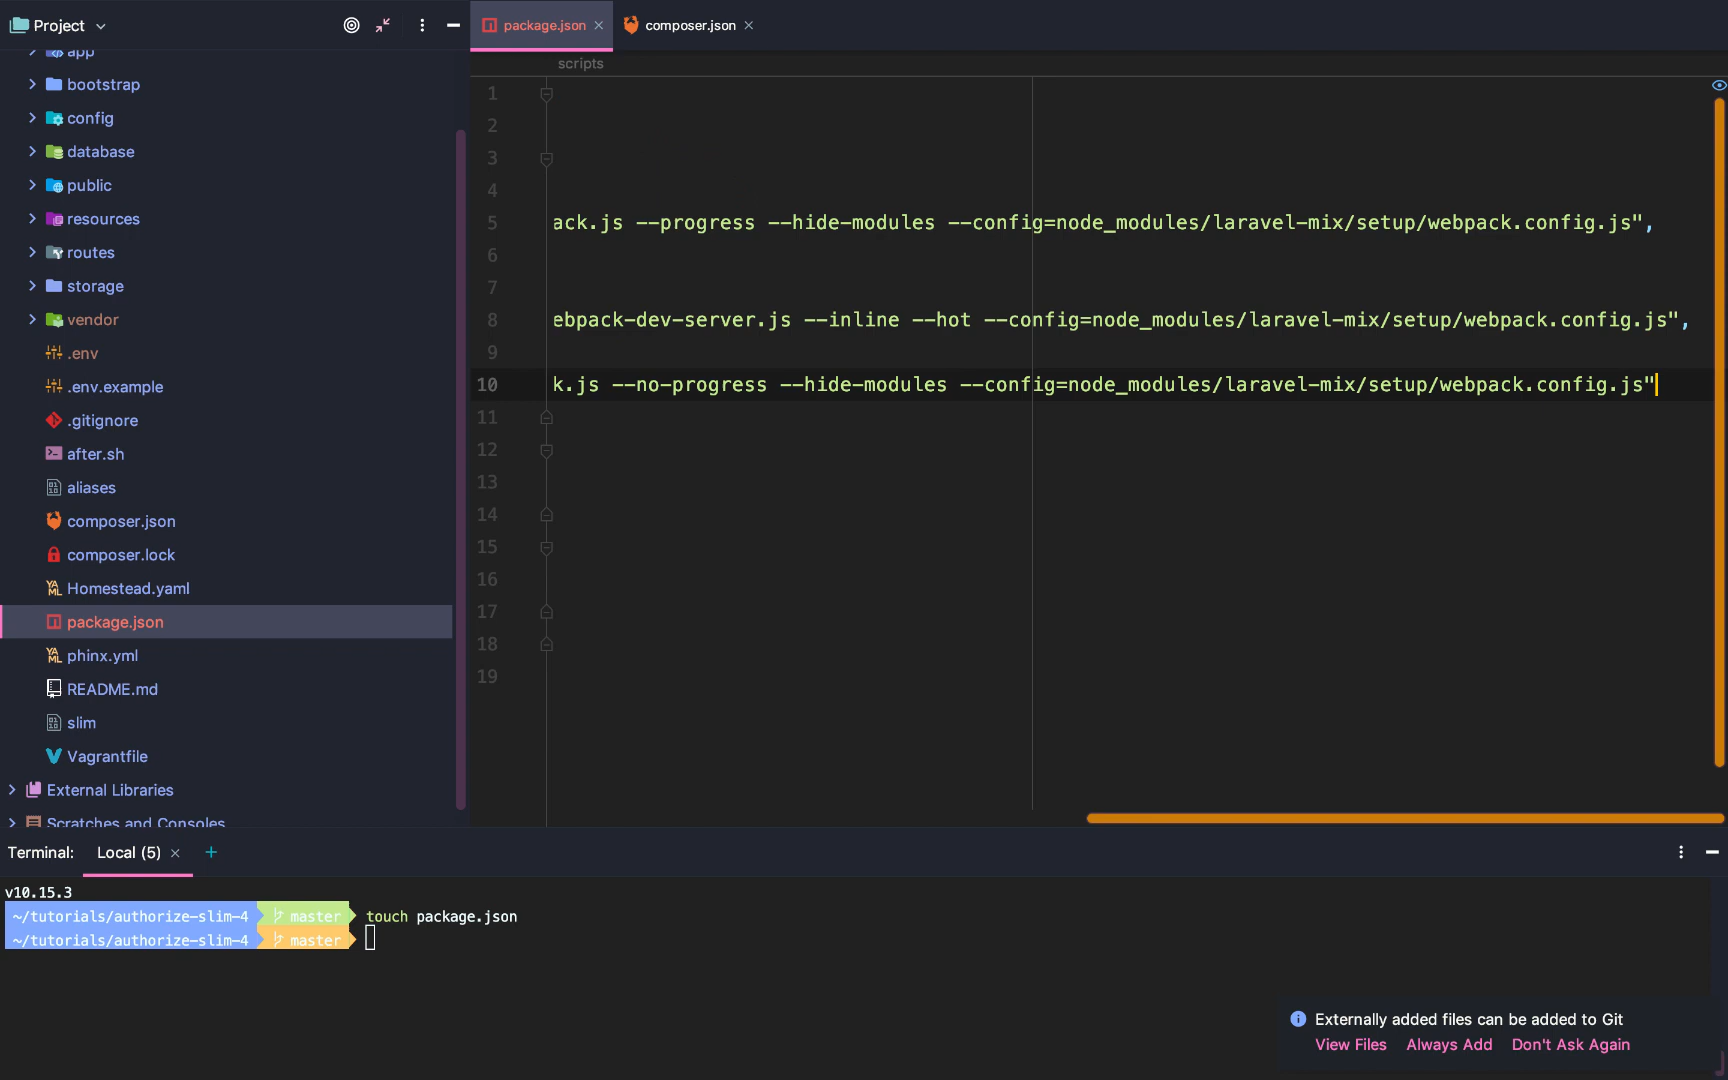 Project
package.json
composer.json
scripts
app
bootstrap
config
database
public
resources
routes
storage
vendor
.env
.env.example
.gitignore
after.sh
aliases
composer.json
composer.lock
Homestead.yaml
package.json
phinx.yml
README.md
slim
Vagrantfile
External Libraries
Scratches and Consoles
1
2
3
4
5 ack.js --progress --hide-modules --config=node_modules/laravel-mix/setup/webpack.config.js",
6
7
8 ebpack-dev-server.js --inline --hot --config=node_modules/laravel-mix/setup/webpack.config.js",
9
10 k.js --no-progress --hide-modules --config=node_modules/laravel-mix/setup/webpack.config.js"
11
12
13
14
15
16
17
18
19
Terminal: Local (5) +
v10.15.3
~/tutorials/authorize-slim-4 master touch package.json
~/tutorials/authorize-slim-4 master
Externally added files can be added to Git
View Files Always Add Don't Ask Again